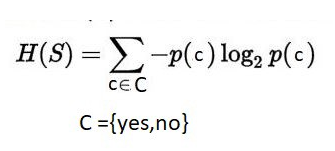 H(S) = ∑ −p(c) log₂ p(c)
c∈C
C ={yes,no}